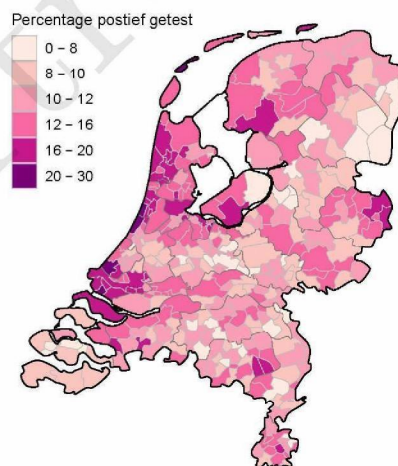 Percentage postief getest
0 – 8
8 – 10
10 – 12
12 – 16
16 – 20
20 – 30